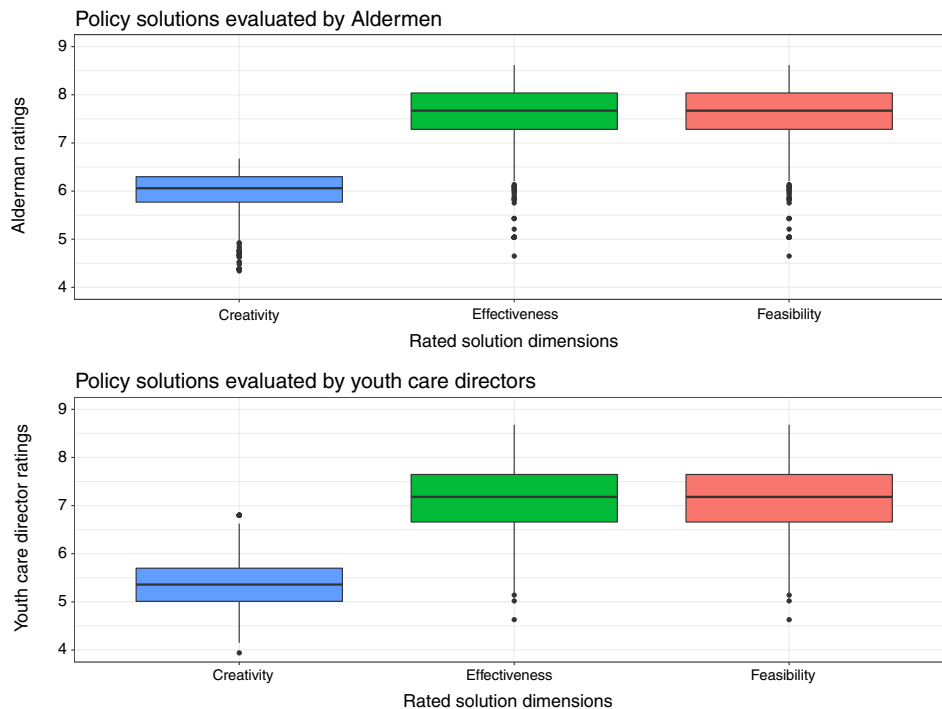 Policy solutions evaluated by Aldermen
Alderman ratings
9
8
7
6
5
4
Creativity
Effectiveness
Feasibility
Rated solution dimensions
Policy solutions evaluated by youth care directors
Youth care director ratings
9
8
7
6
5
4
Creativity
Effectiveness
Feasibility
Rated solution dimensions